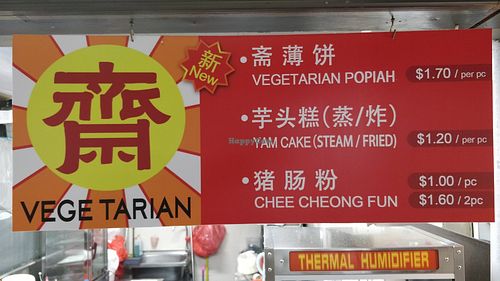 齋
VEGE TARIAN
新
New
•斋薄饼
VEGETARIAN POPIAH $1.70 / per pc
•芋头糕(蒸/炸)
YAM CAKE (STEAM / FRIED) $1.20 / per pc
•猪肠粉 $1.00 / pc
CHEE CHEONG FUN $1.60 / 2pc
THERMAL HUMIDIFIER